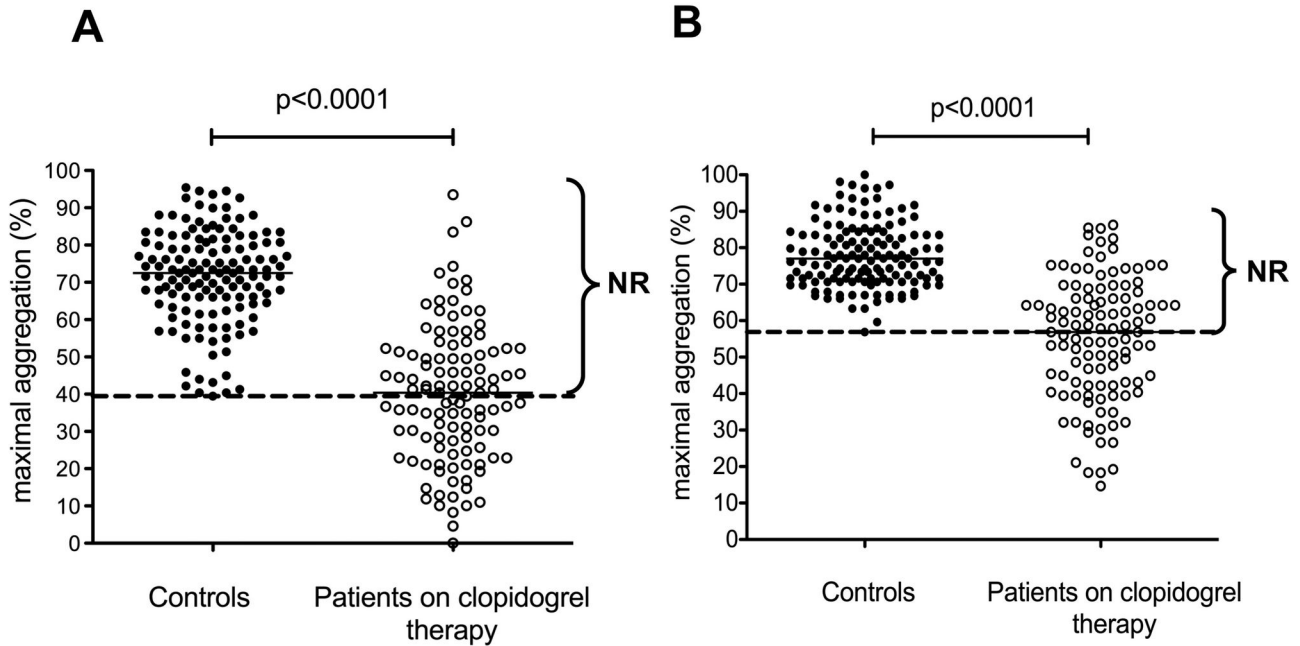 A
p<0.0001
maximal aggregation (%)
100
90
80
70
60
50
40
30
20
10
0
NR
Controls
Patients on clopidogrel
therapy
B
p<0.0001
maximal aggregation (%)
100
90
80
70
60
50
40
30
20
10
0
NR
Controls
Patients on clopidogrel
therapy